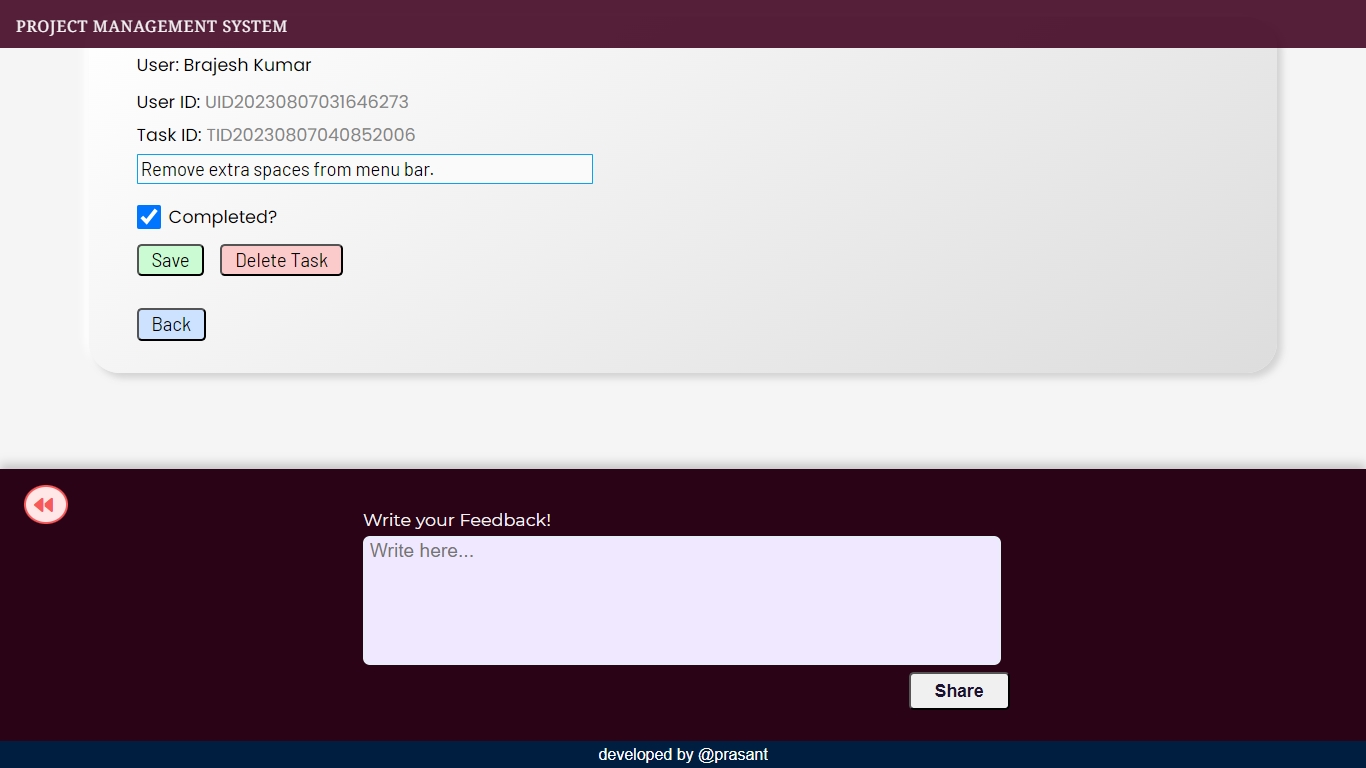 PROJECT MANAGEMENT SYSTEM
User: Brajesh Kumar
User ID: UID20230807031646273
Task ID: TID20230807040852006
Remove extra spaces from menu bar.
Completed?
Save Delete Task
Back
Write your Feedback!
Write here...
Share
developed by @prasant